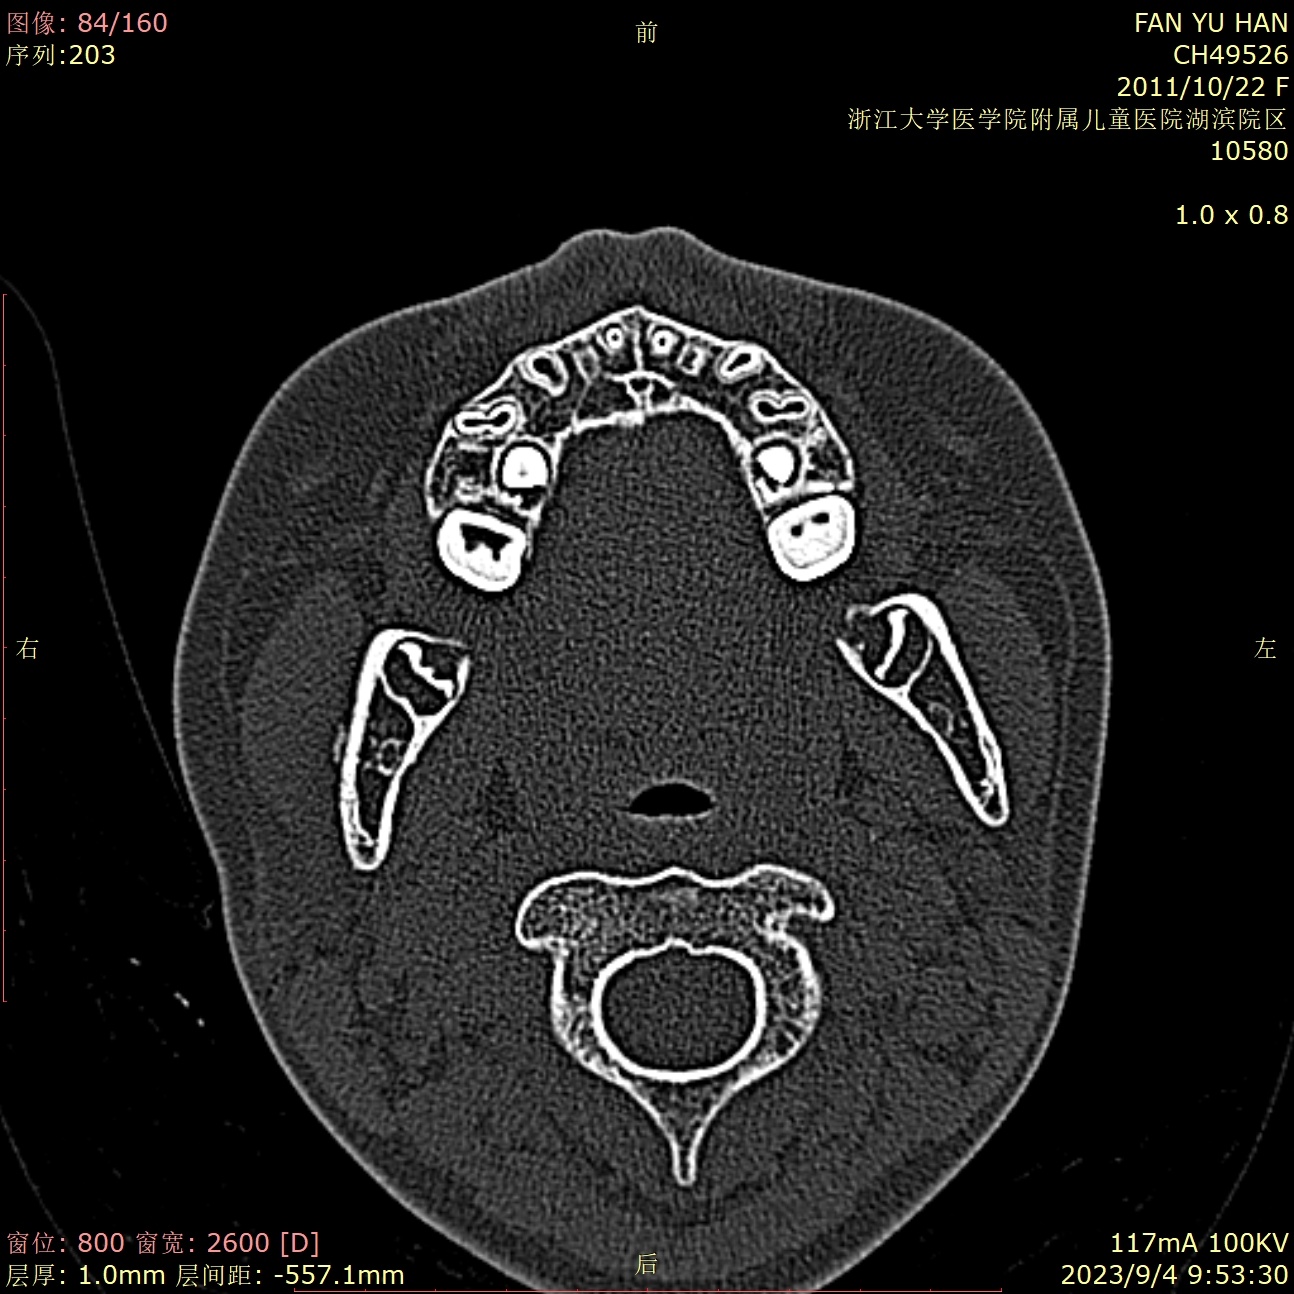 图像: 84/160
序列:203
前
FAN YU HAN
CH49526
2011/10/22 F
浙江大学医学院附属儿童医院湖滨院区
10580
1.0 x 0.8
右
左
窗位: 800 窗宽: 2600 [D]
层厚: 1.0mm 层间距: -557.1mm
后
117mA 100KV
2023/9/4 9:53:30